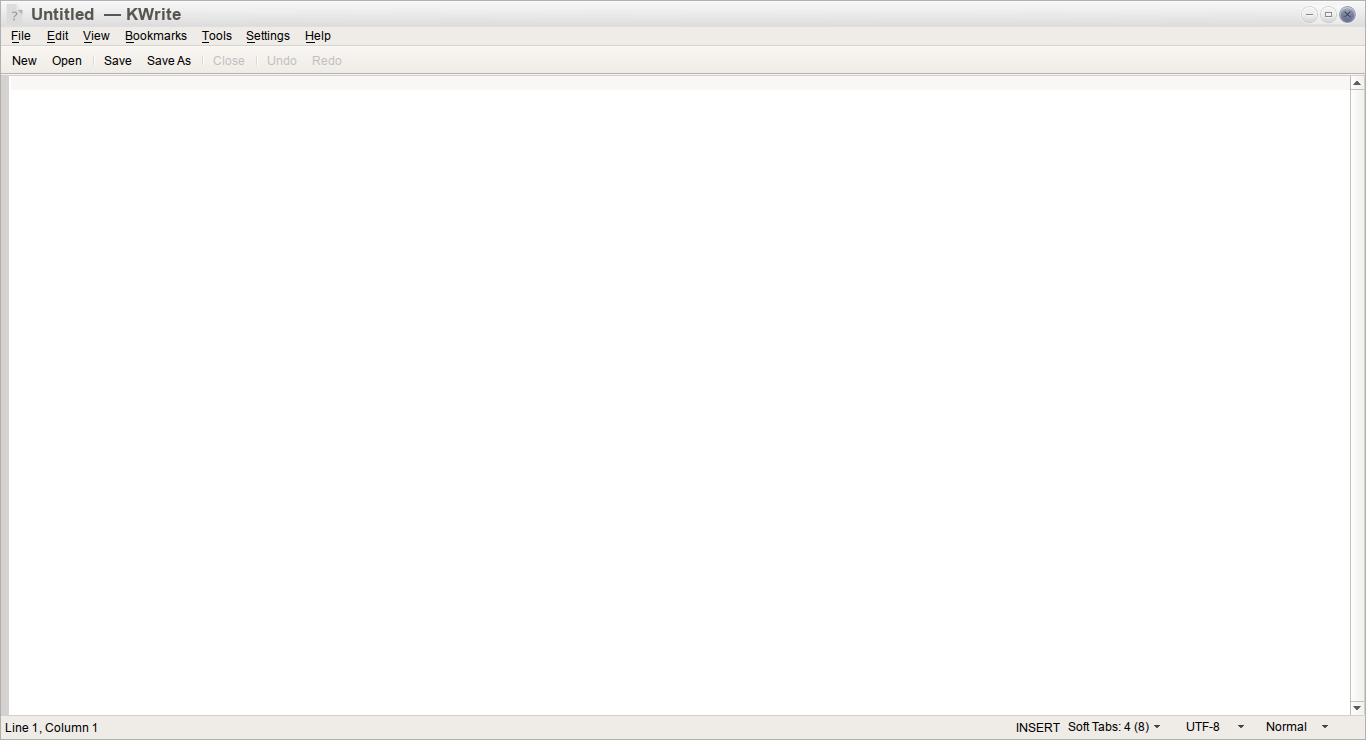 Untitled — KWrite
File Edit View Bookmarks Tools Settings Help
New Open Save Save As Close Undo Redo
Line 1, Column 1 INSERT Soft Tabs: 4 (8) UTF-8 Normal